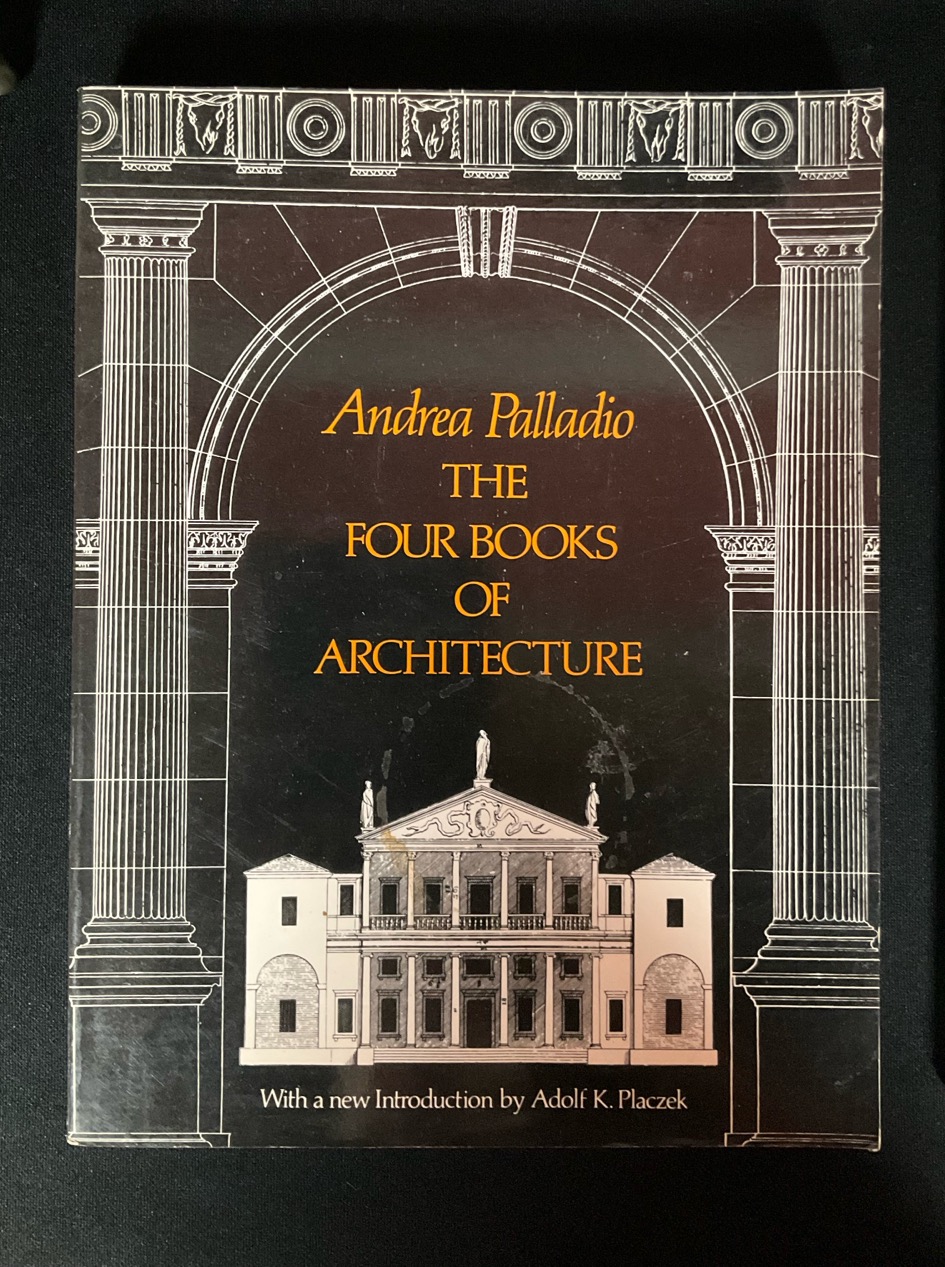 Andrea Palladio
THE
FOUR BOOKS
OF
ARCHITECTURE
With a new Introduction by Adolf K. Placzek